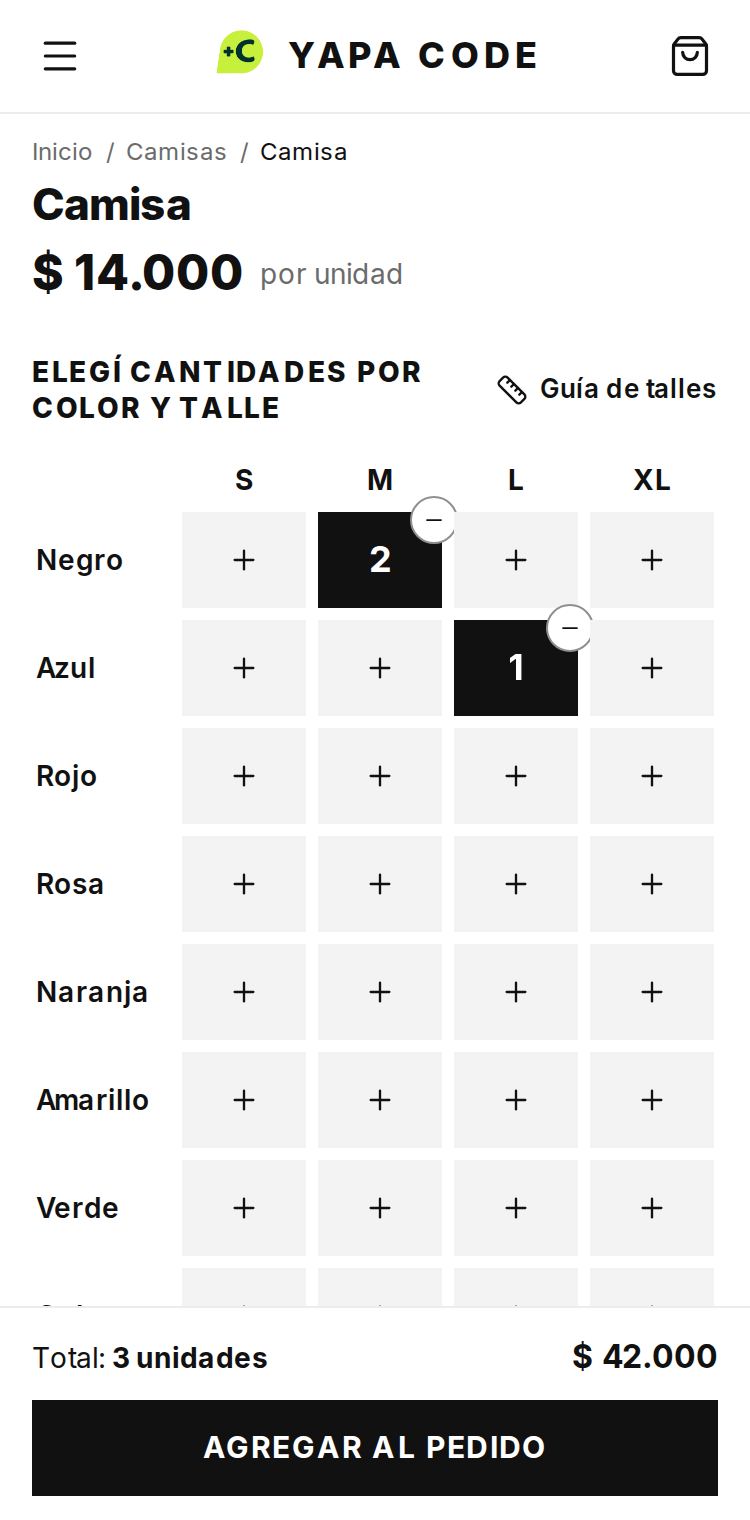 +C YAPA CODE
Inicio / Camisas / Camisa
Camisa
$ 14.000 por unidad
ELEGÍ CANTIDADES POR
COLOR Y TALLE
Guía de talles
S M L XL
Negro + 2 − + +
Azul + + 1 − +
Rojo + + + +
Rosa + + + +
Naranja + + + +
Amarillo + + + +
Verde + + + +
Total: 3 unidades $ 42.000
AGREGAR AL PEDIDO